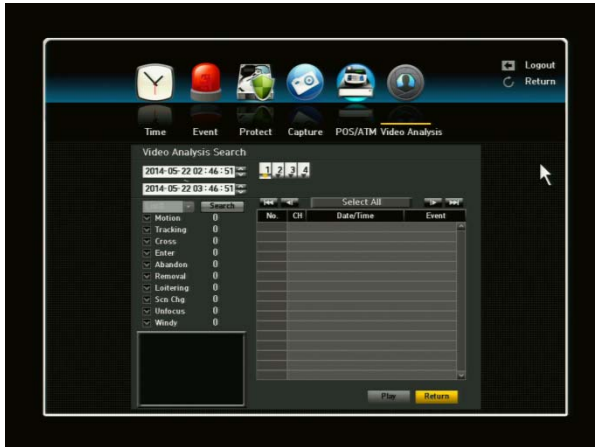 Logout
Return
Time Event Protect Capture POS/ATM Video Analysis
Video Analysis Search
2014-05-22 02:46:51
1 2 3 4
~
2014-05-22 03:46:51
Search
Select All
No. CH Date/Time Event
Motion 0
Tracking 0
Cross 0
Enter 0
Abandon 0
Removal 0
Loitering 0
Scn Chg 0
Unfocus 0
Windy 0
Play Return